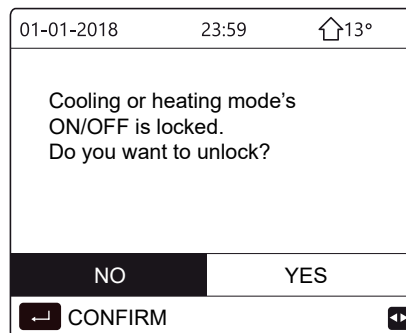 01-01-2018 23:59 13°
Cooling or heating mode's
ON/OFF is locked.
Do you want to unlock?
NO YES
CONFIRM